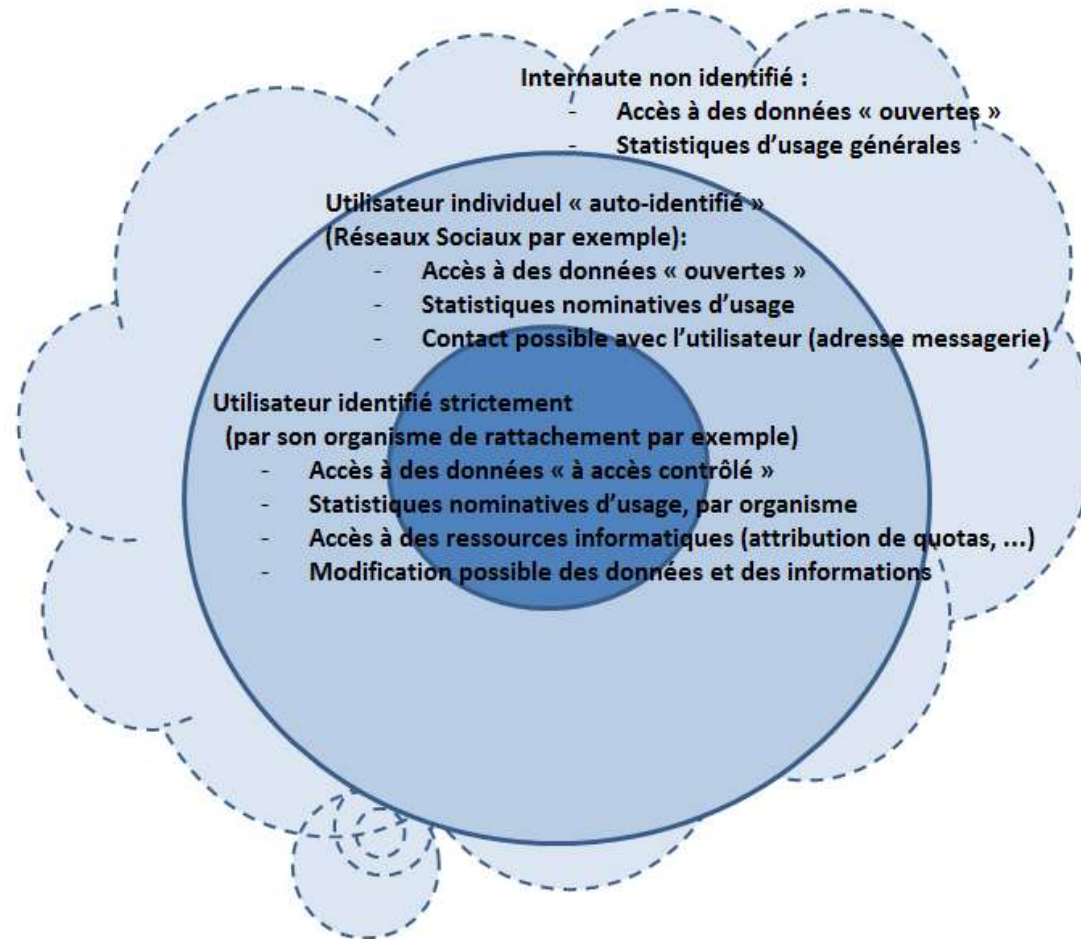 Internaute non identifié :
- Accès à des données « ouvertes »
- Statistiques d’usage générales
Utilisateur individuel « auto-identifié »
(Réseaux Sociaux par exemple):
- Accès à des données « ouvertes »
- Statistiques nominatives d’usage
- Contact possible avec l’utilisateur (adresse messagerie)
Utilisateur identifié strictement
(par son organisme de rattachement par exemple)
- Accès à des données « à accès contrôlé »
- Statistiques nominatives d’usage, par organisme
- Accès à des ressources informatiques (attribution de quotas, ...)
- Modification possible des données et des informations